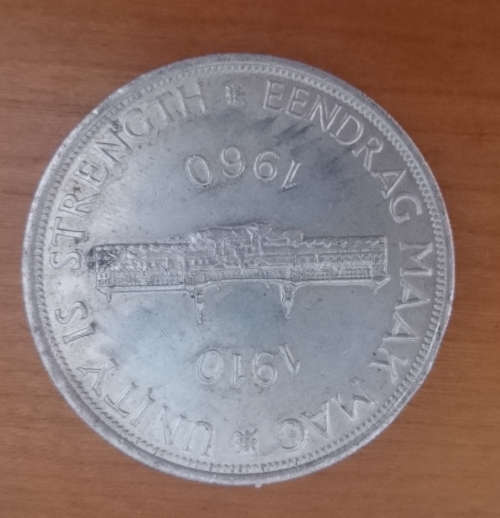 EENDRAG MAAK MAG
UNITY IS STRENGTH
1910
1960